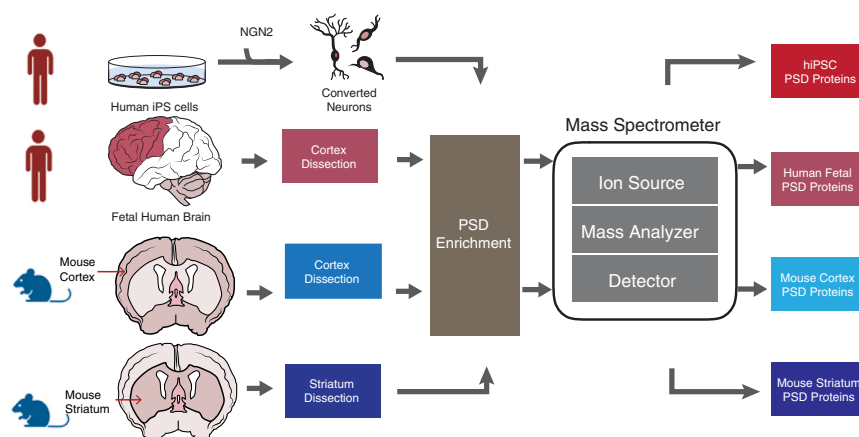 NGN2
Human iPS cells
Converted
Neurons
hiPSC
PSD Proteins
Cortex
Dissection
Fetal Human Brain
PSD
Enrichment
Mass Spectrometer
Ion Source
Mass Analyzer
Detector
Human Fetal
PSD Proteins
Mouse
Cortex
Cortex
Dissection
Mouse Cortex
PSD Proteins
Mouse
Striatum
Striatum
Dissection
Mouse Striatum
PSD Proteins